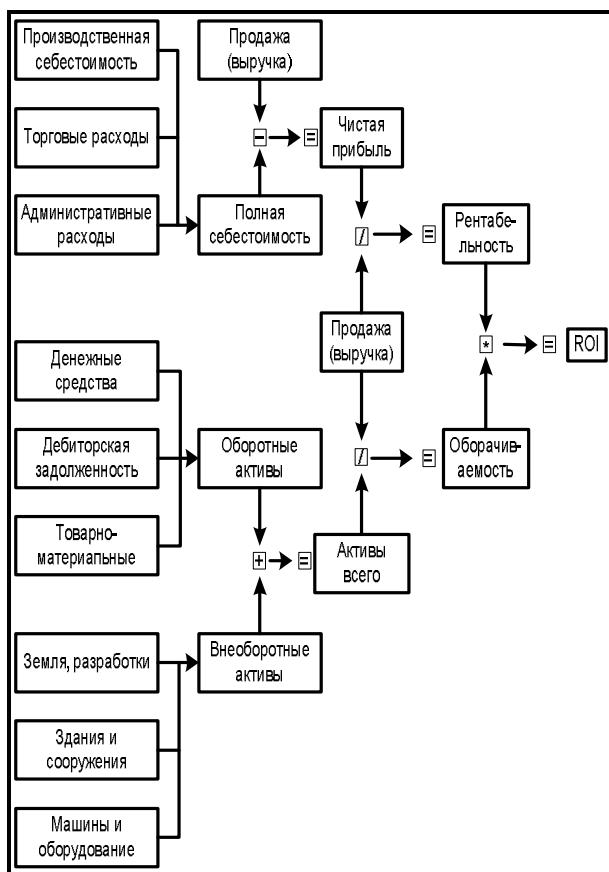 Производственная
себестоимость
Продажа
(выручка)
Торговые расходы
-
=
Чистая
прибыль
Административные
расходы
Полная
себестоимость
/
=
Рентабе-
льность
Продажа
(выручка)
*
=
ROI
Денежные
средства
Дебиторская
задолженность
Оборотные
активы
/
=
Оборачив-
аемость
Товарно-
материальные
+
=
Активы
всего
Земля, разработки
Внеоборотные
активы
Здания и
сооружения
Машины и
оборудование